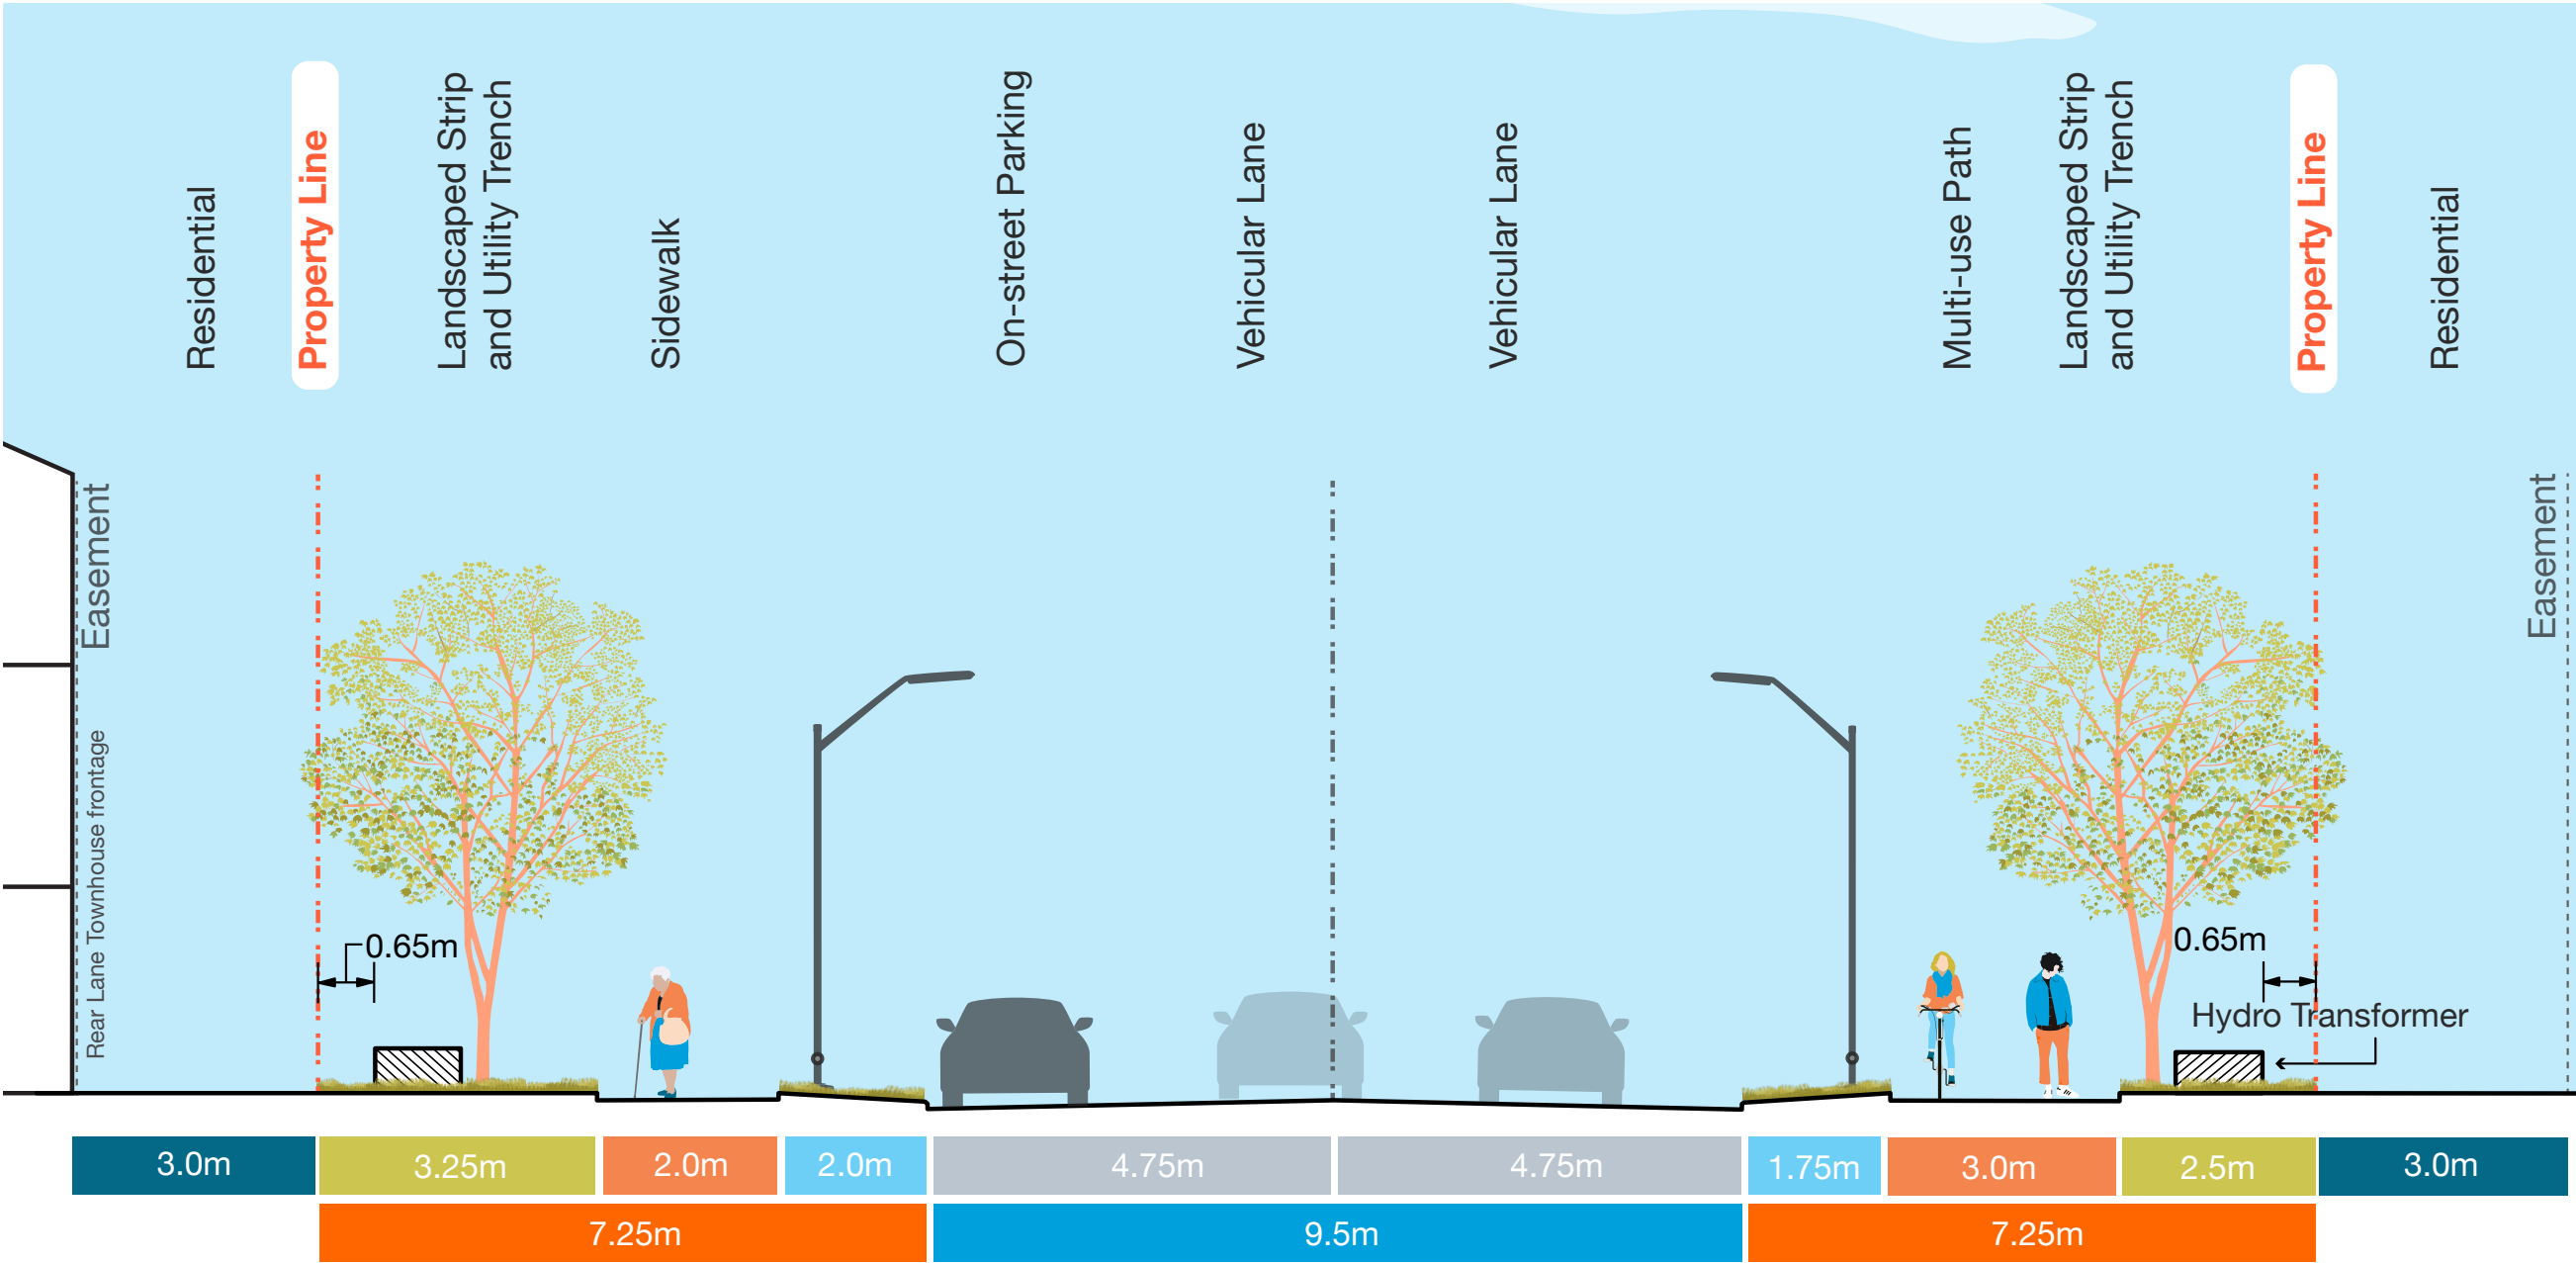 Residential
Property Line
Landscaped Strip
and Utility Trench
Sidewalk
On-street Parking
Vehicular Lane
Vehicular Lane
Multi-use Path
Landscaped Strip
and Utility Trench
Property Line
Residential
Easement
Easement
Rear Lane Townhouse frontage
0.65m
0.65m
Hydro Transformer
3.0m
3.25m
2.0m
2.0m
4.75m
4.75m
1.75m
3.0m
2.5m
3.0m
7.25m
9.5m
7.25m